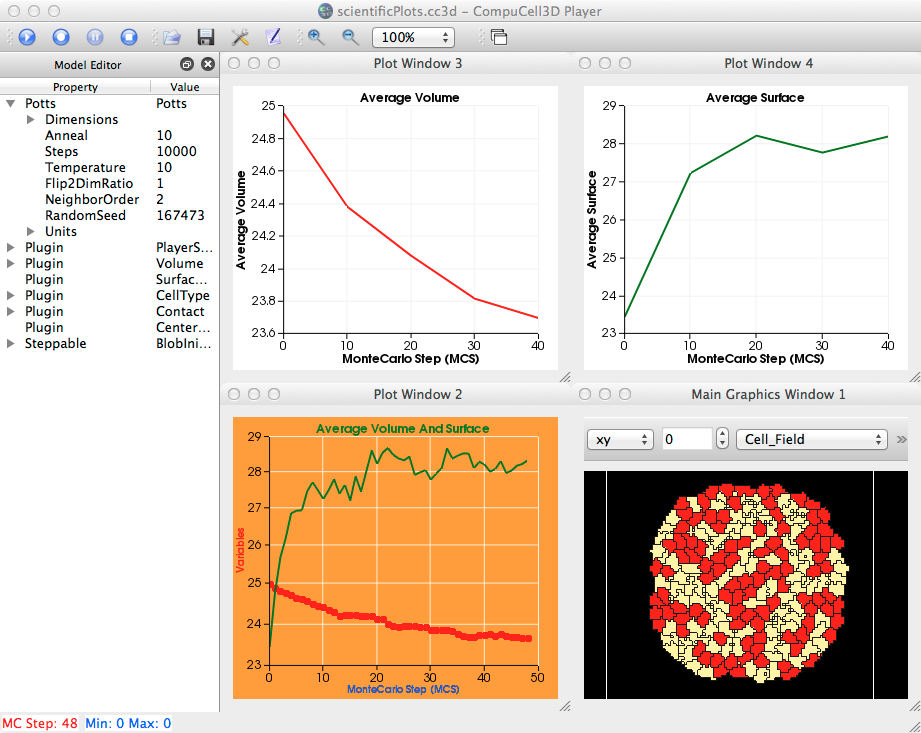 scientificPlots.cc3d – CompuCell3D Player
100%
Model Editor
Property Value
Potts Potts
Dimensions
Anneal 10
Steps 10000
Temperature 10
Flip2DimRatio 1
NeighborOrder 2
RandomSeed 167473
Units
Plugin PlayerS...
Plugin Volume
Plugin Surfac...
Plugin CellType
Plugin Contact
Plugin Center...
Steppable BlobIni...
Plot Window 3
Average Volume
Average Volume
25
24.8
24.6
24.4
24.2
24
23.8
23.6
0 10 20 30 40
MonteCarlo Step (MCS)
Plot Window 4
Average Surface
Average Surface
29
28
27
26
25
24
23
0 10 20 30 40
MonteCarlo Step (MCS)
Plot Window 2
Average Volume And Surface
Variables
29
28
27
26
25
24
23
0 10 20 30 40 50
MonteCarlo Step (MCS)
Main Graphics Window 1
xy 0 Cell_Field »
MC Step: 48 Min: 0 Max: 0